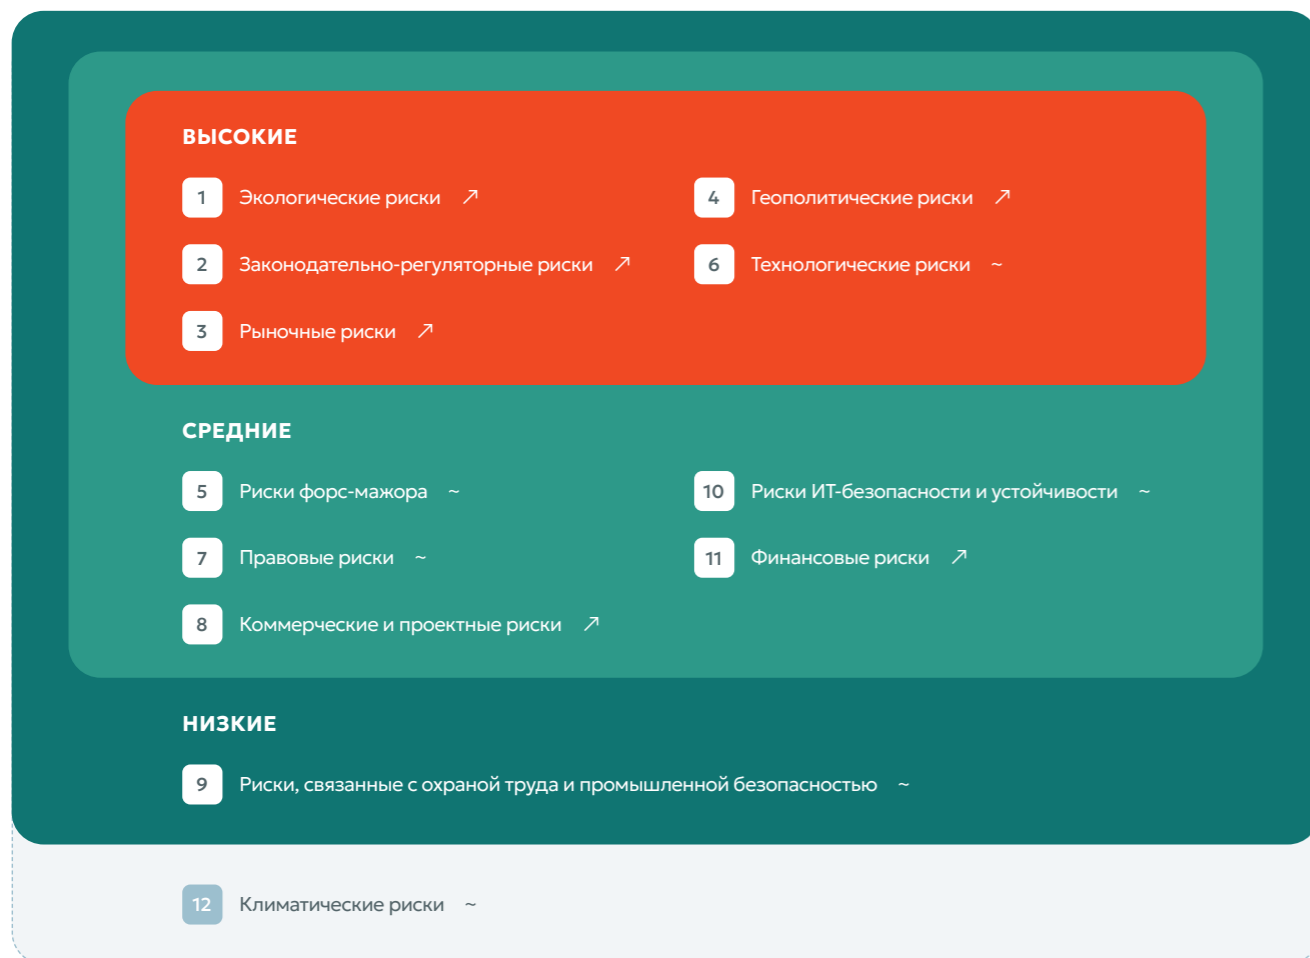 ВЫСОКИЕ
1 Экологические риски ↗
2 Законодательно-регуляторные риски ↗
3 Рыночные риски ↗
4 Геополитические риски ↗
6 Технологические риски ~
СРЕДНИЕ
5 Риски форс-мажора ~
7 Правовые риски ~
8 Коммерческие и проектные риски ↗
10 Риски ИТ-безопасности и устойчивости ~
11 Финансовые риски ↗
НИЗКИЕ
9 Риски, связанные с охраной труда и промышленной безопасностью ~
12 Климатические риски ~